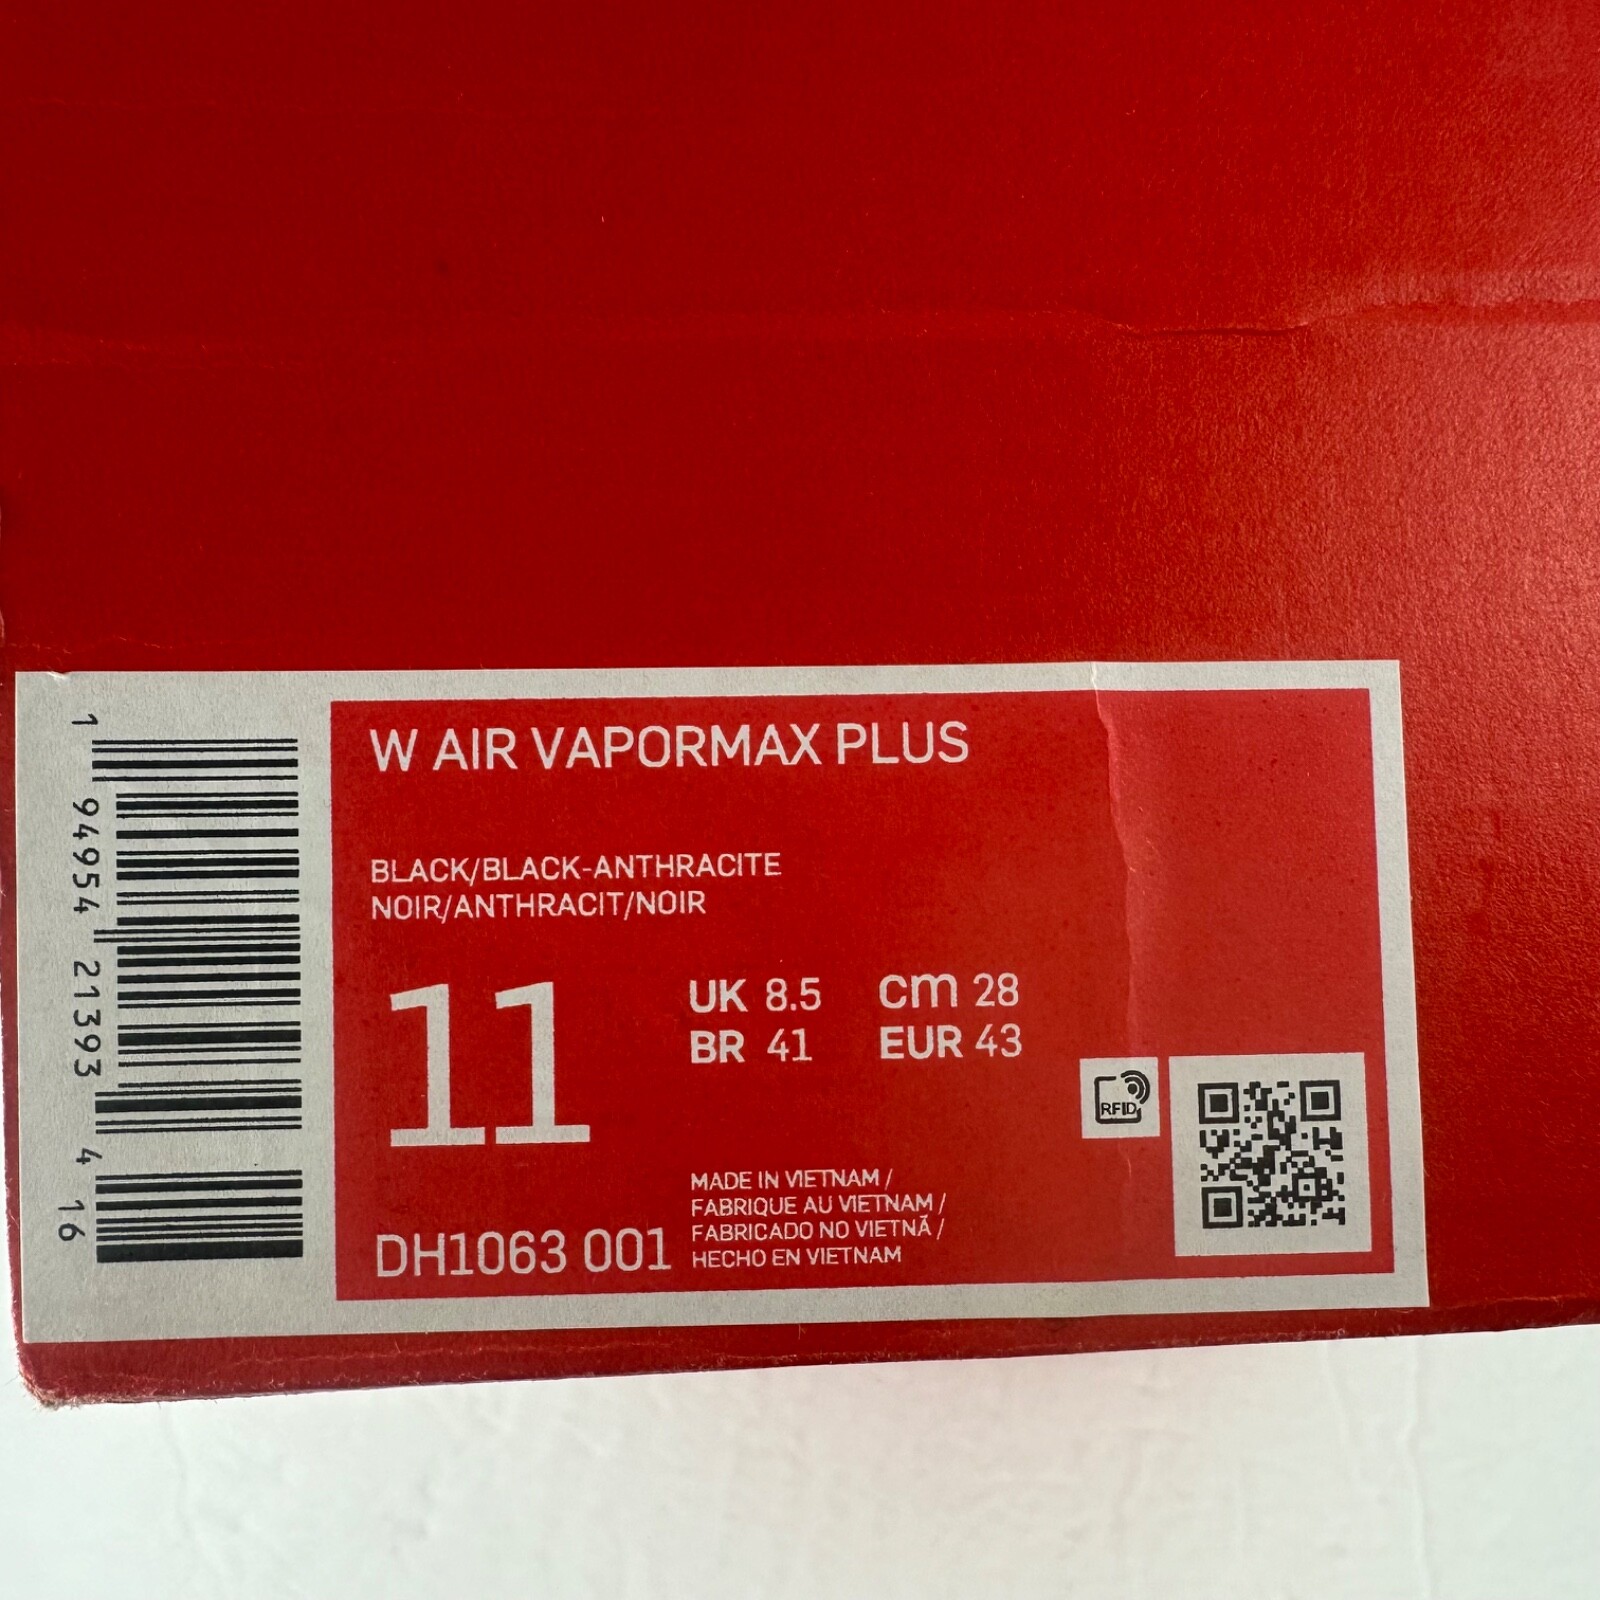 W AIR VAPORMAX PLUS
BLACK/BLACK-ANTHRACITE
NOIR/ANTHRACIT/NOIR
11
UK 8.5 cm 28
BR 41 EUR 43
RFID
MADE IN VIETNAM /
FABRIQUE AU VIETNAM /
FABRICADO NO VIETNÃ /
HECHO EN VIETNAM
DH1063 001
1 94954 21393 4 16